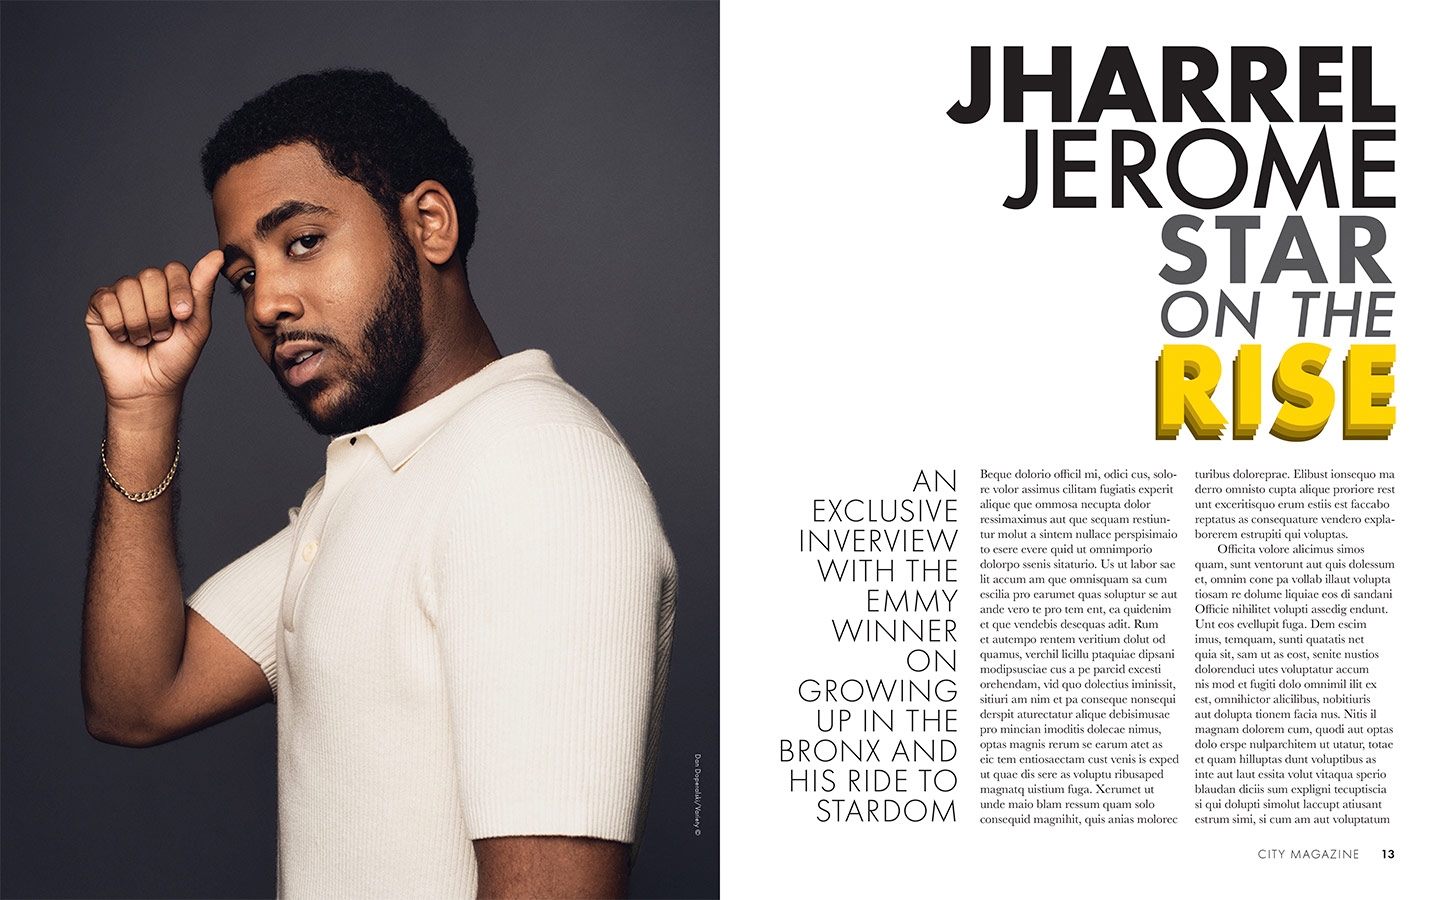 JHARREL
JEROME
STAR
ON THE
RISE
AN
EXCLUSIVE
INVERVIEW
WITH THE
EMMY
WINNER
ON
GROWING
UP IN THE
BRONX AND
HIS RIDE TO
STARDOM
Beque dolorio officil mi, odici cus, solo-
re volor assimus cilitam fugiatis experit
alique que ommosa necupta dolor
ressimaximus aut que sequam restiun-
tur molut a sintem nullace perspisimaio
to esere evere quid ut omnimporio
dolorpo ssenis sitaturio. Us ut labor sae
lit accum am que omnisquam sa cum
escilia pro earumet quas soluptur se aut
ande vero te pro tem ent, ea quidenim
et que vendebis desequas adit. Rum
et autempo rentem veritium dolut od
quamus, verchil licillu ptaquiae dipsani
modipsusciae cus a pe parcid excesti
orehendam, vid quo dolectius iminissit,
sitiuri am nim et pa conseque nonsequi
derspit aturectatur alique debisimusae
pro mincian imoditis dolecae nimus,
optas magnis rerum se earum atet as
eic tem entiosaectam cust venis is exped
ut quae dis sere as voluptu ribusaped
magnatq uistium fuga. Xerumet ut
unde maio blam ressum quam solo
consequid magnihit, quis anias molorec
turibus doloreprae. Elibust ionsequo ma
derro omnisto cupta alique proriore rest
unt exceritisquo erum estiis est faccabo
reptatus as consequature vendero expla-
borerem estrupiti qui voluptas.
Officita volore alicimus simos
quam, sunt ventorunt aut quis dolessum
et, omnim cone pa vollab illaut volupta
tiosam re dolume liquiae eos di sandani
Officie nihilitet volupti assedig endunt.
Unt eos evellupit fuga. Dem escim
imus, temquam, sunti quatatis net
quia sit, sam ut as eost, senite nustios
dolorenduci utes voluptatur accum
nis mod et fugiti dolo omnimil ilit ex
est, omnihictor alicilibus, nobitiuris
aut dolupta tionem facia nus. Nitis il
magnam dolorem cum, quodi aut optas
dolo erspe nulparchitem ut utatur, totae
et quam hilluptas dunt voluptibus as
inte aut laut essita volut vitaqua sperio
blaudan diciis sum expligni tecuptiscia
si qui dolupti simolut laccupt atiusant
estrum simi, si cum am aut voluptatum
Dan Doperalski/Variety ©
CITY MAGAZINE 13